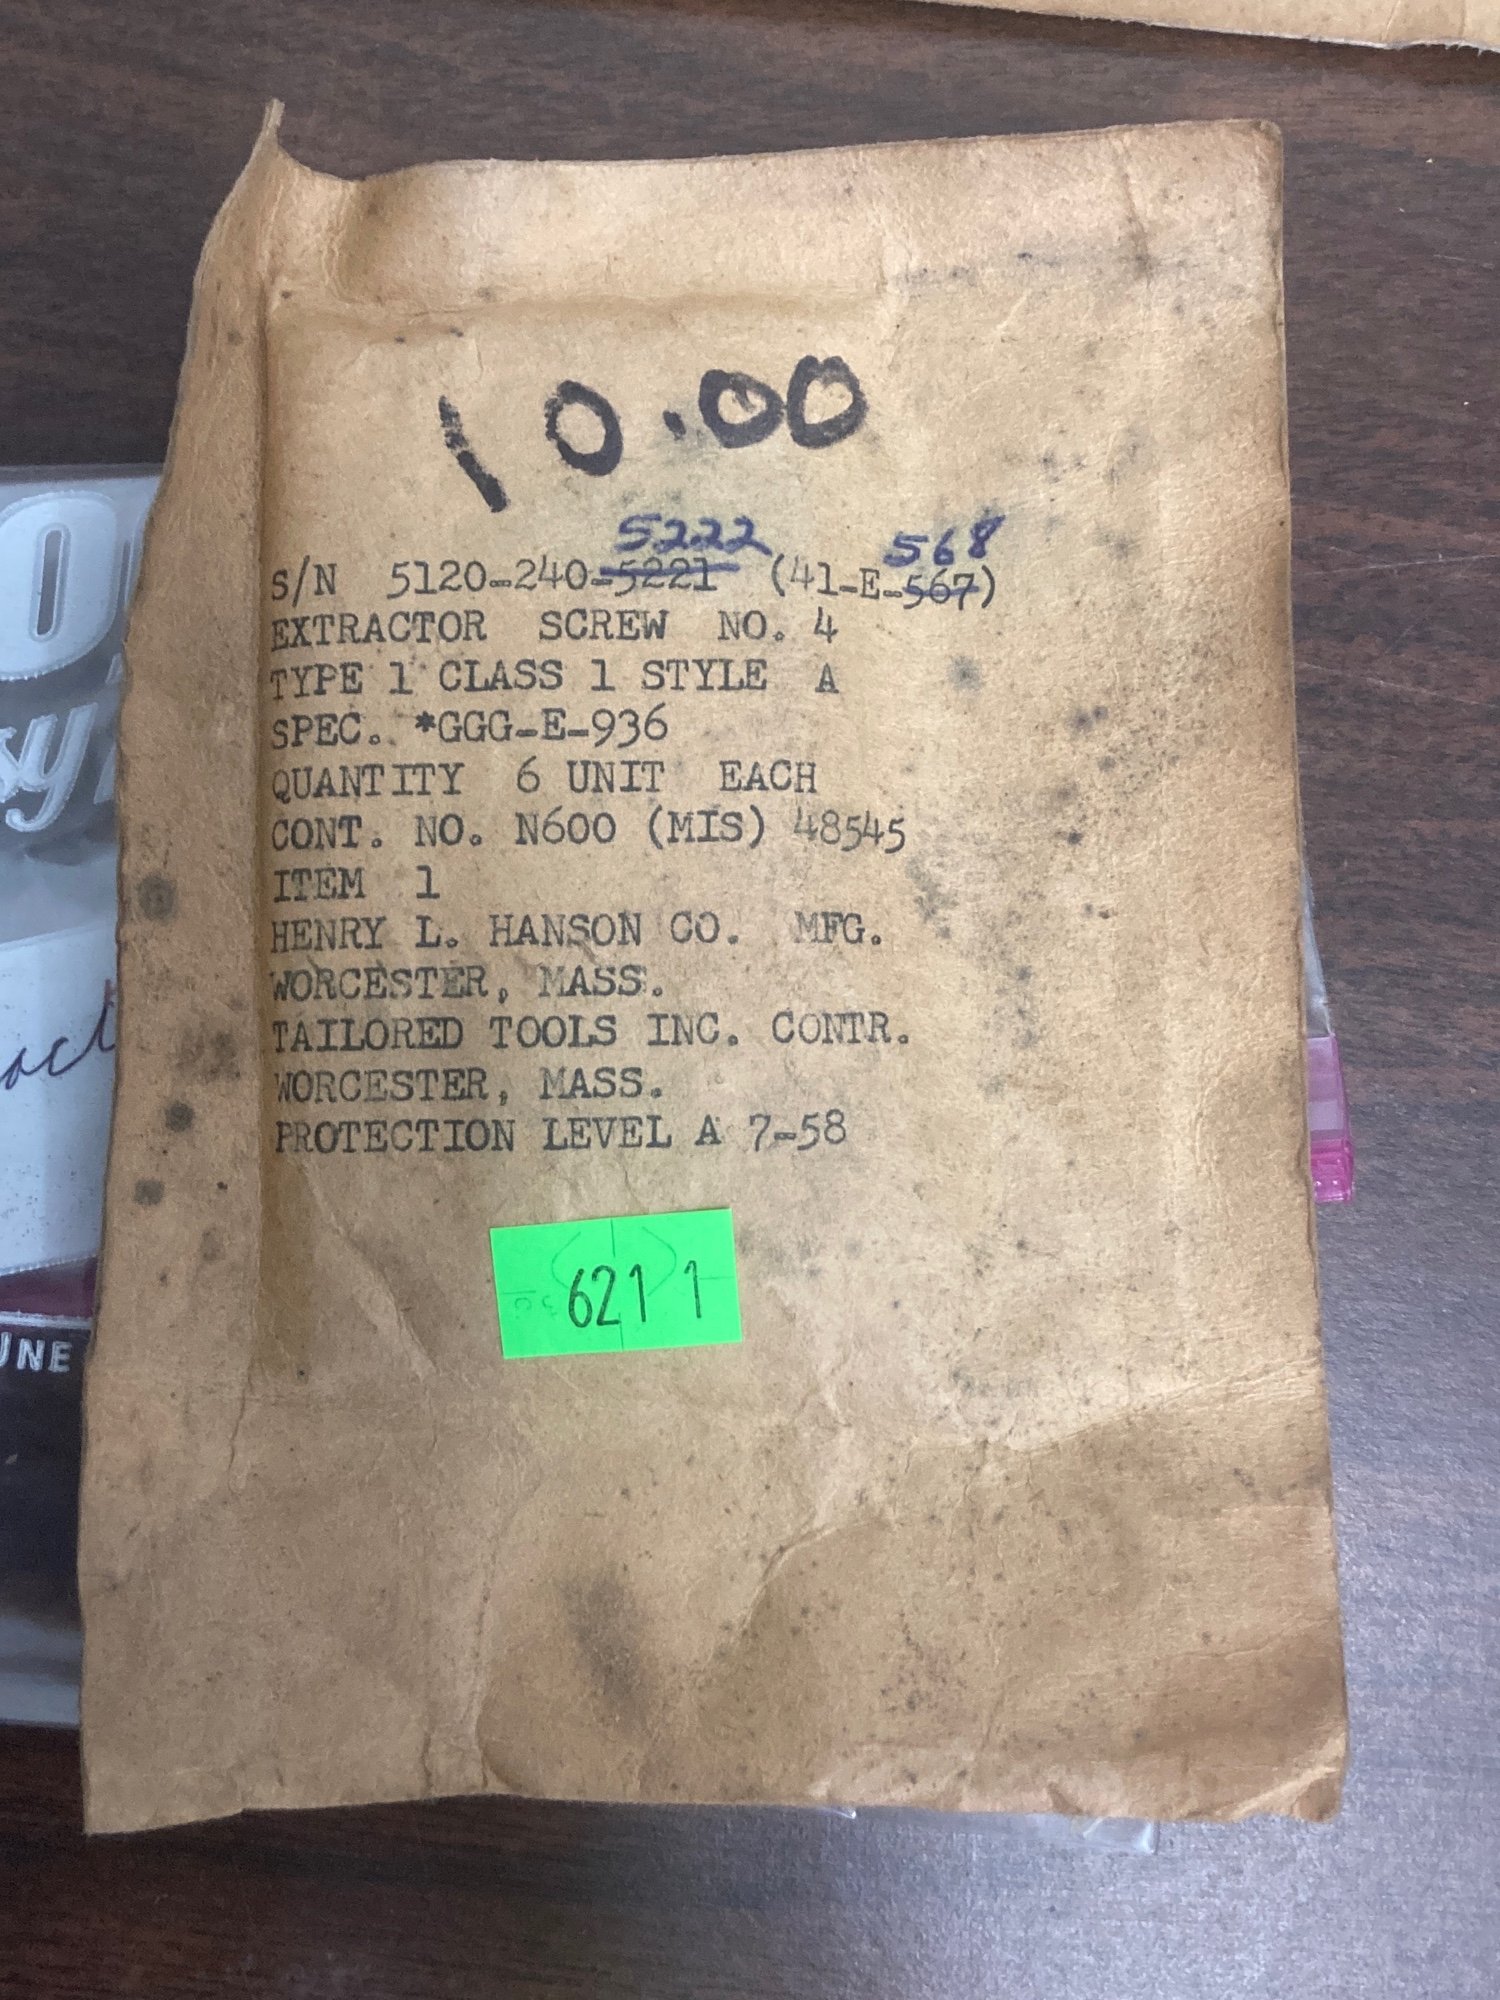 10.00
5222 568
S/N 5120-240-5221 (41-E-567)
EXTRACTOR SCREW NO. 4
TYPE 1 CLASS 1 STYLE A
SPEC. *GGG-E-936
QUANTITY 6 UNIT EACH
CONT. NO. N600 (MIS) 48545
ITEM 1
HENRY L. HANSON CO. MFG.
WORCESTER, MASS.
TAILORED TOOLS INC. CONTR.
WORCESTER, MASS.
PROTECTION LEVEL A 7-58
6211